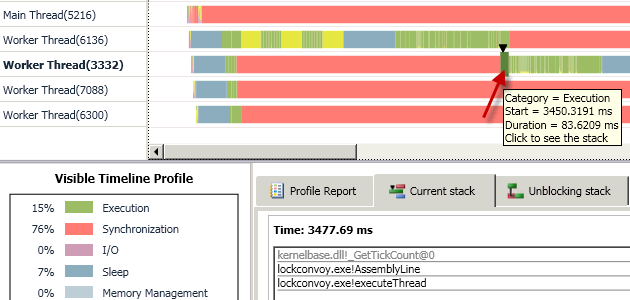 Main Thread(5216)
Worker Thread(6136)
Worker Thread(3332)
Worker Thread(7088)
Worker Thread(6300)
Category = Execution
Start = 3450.3191 ms
Duration = 83.6209 ms
Click to see the stack
Visible Timeline Profile
15% Execution
76% Synchronization
0% I/O
7% Sleep
0% Memory Management
Profile Report
Current stack
Unblocking stack
Time: 3477.69 ms
kernelbase.dll!_GetTickCount@0
lockconvoy.exe!AssemblyLine
lockconvoy.exe!executeThread